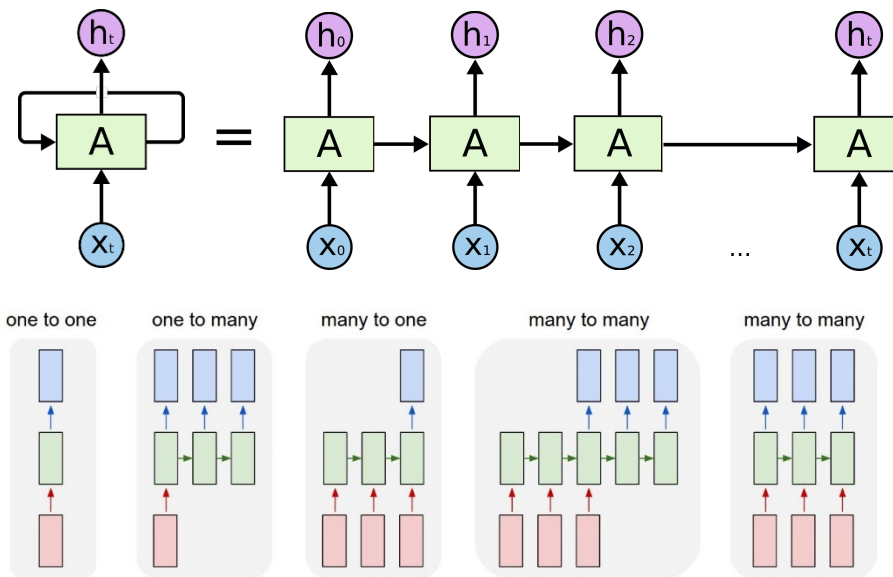 hₜ h₀ h₁ h₂ hₜ
A = A A A A
xₜ x₀ x₁ x₂ ... xₜ
one to one one to many many to one many to many many to many